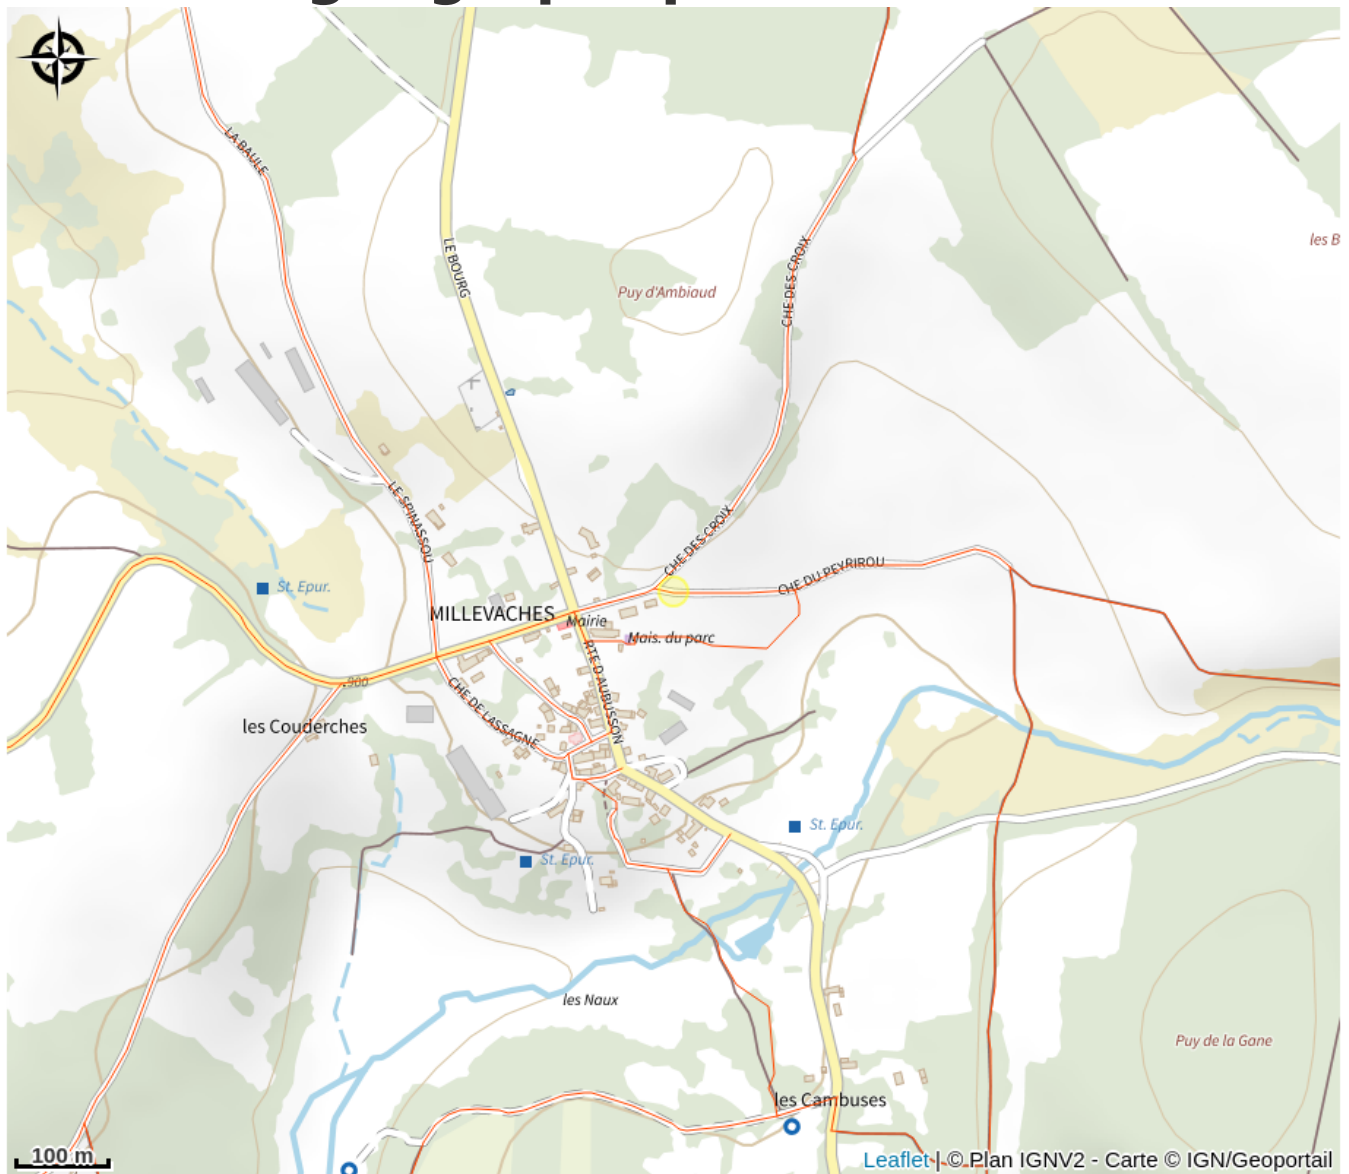 LA BAULE
LE BOURG
CHE DES CROIX
les B
Puy d'Ambiaud
LE SPINASSOU
CHE DES CROIX
CHE DU PEYRIROU
St. Epur.
MILLEVACHES
Mairie
Mais. du parc
RTE D'AUBUSSON
900
CHE DE LASSAGNE
les Couderches
St. Epur.
St. Epur.
les Naux
Puy de la Gane
les Cambuses
100 m
Leaflet | © Plan IGNV2 - Carte © IGN/Geoportail